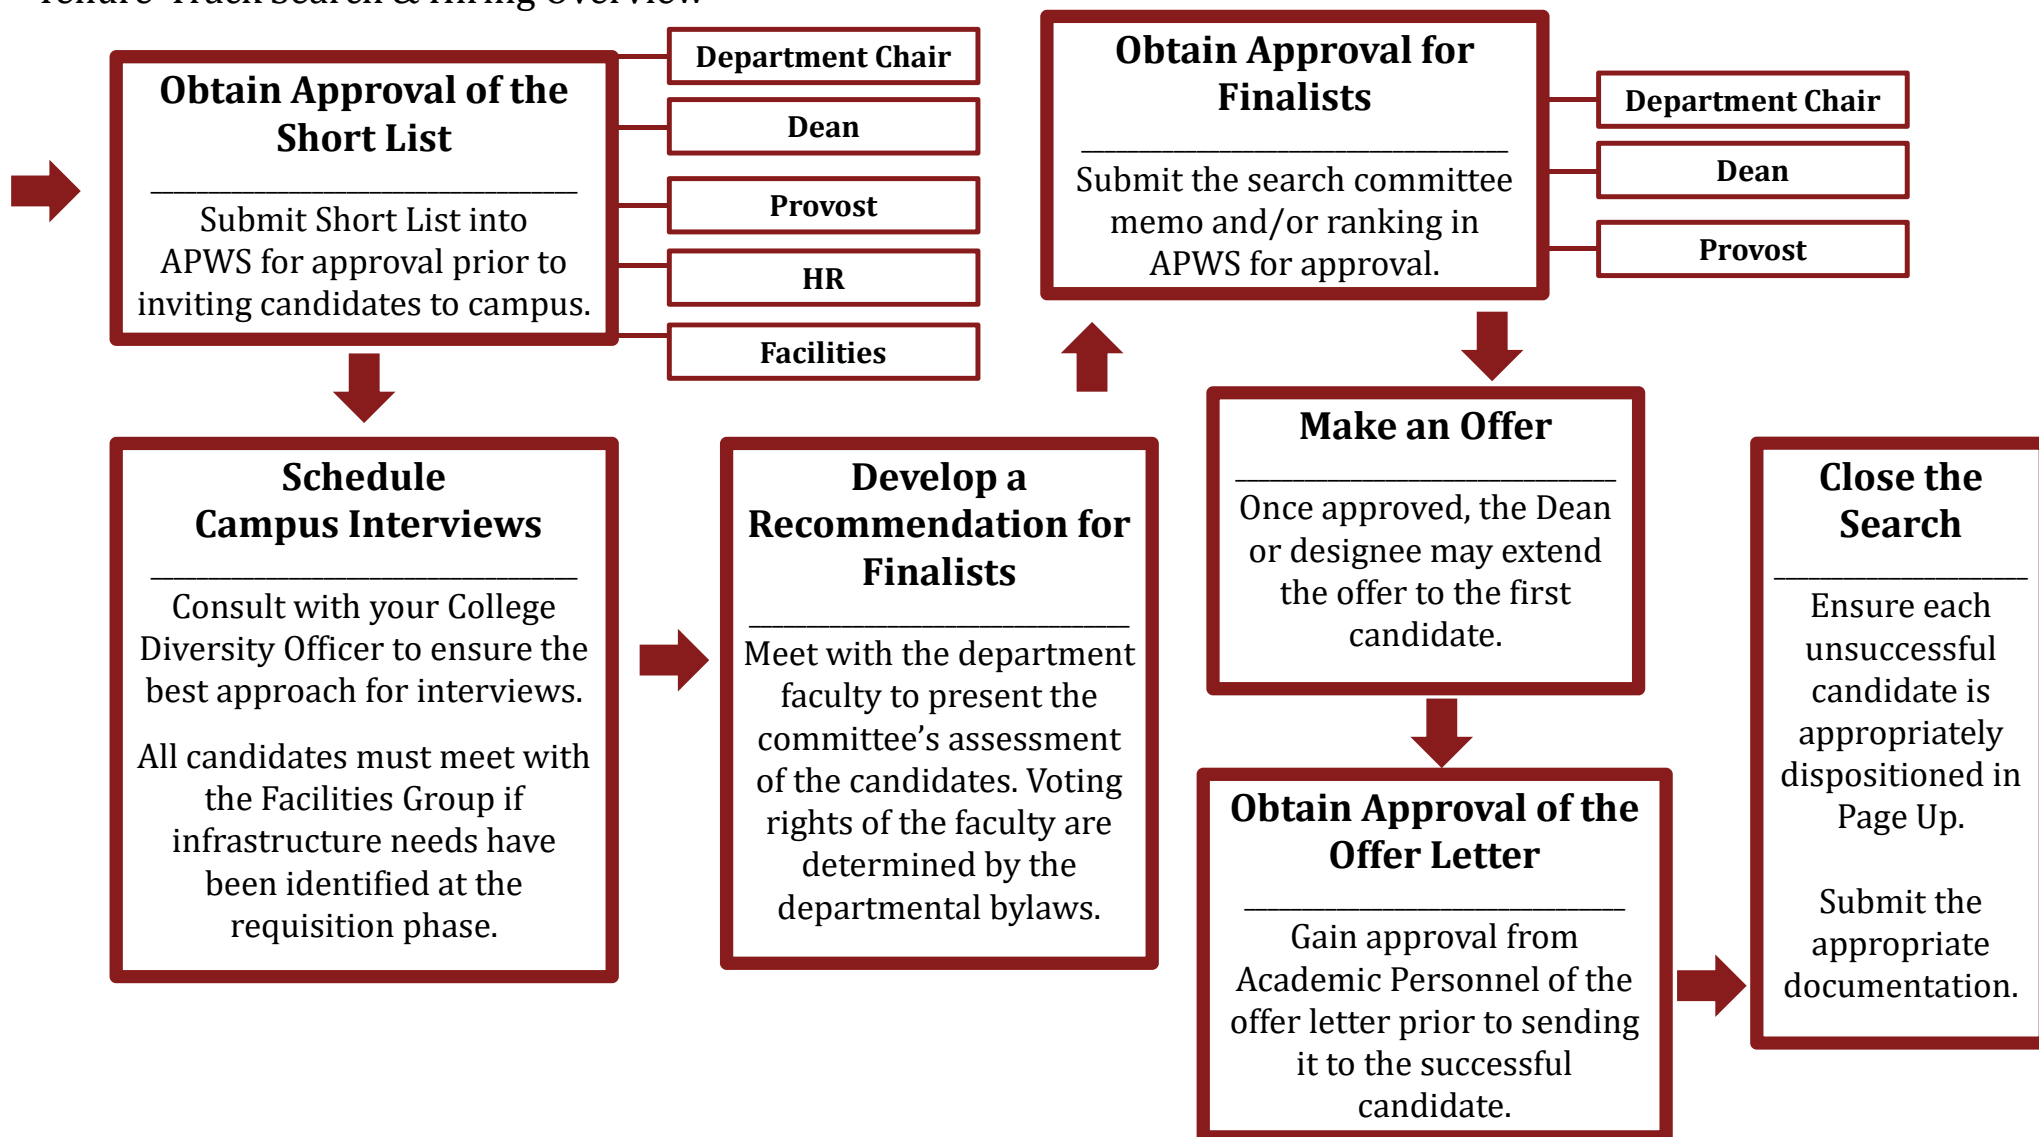 Tenure-Track Search & Hiring Overview
Obtain Approval of the
Short List
Submit Short List into
APWS for approval prior to
inviting candidates to campus.
Department Chair
Dean
Provost
HR
Facilities
Schedule
Campus Interviews
Consult with your College
Diversity Officer to ensure the
best approach for interviews.
All candidates must meet with
the Facilities Group if
infrastructure needs have
been identified at the
requisition phase.
Develop a
Recommendation for
Finalists
Meet with the department
faculty to present the
committee’s assessment
of the candidates. Voting
rights of the faculty are
determined by the
departmental bylaws.
Obtain Approval for
Finalists
Submit the search committee
memo and/or ranking in
APWS for approval.
Department Chair
Dean
Provost
Make an Offer
Once approved, the Dean
or designee may extend
the offer to the first
candidate.
Obtain Approval of the
Offer Letter
Gain approval from
Academic Personnel of the
offer letter prior to sending
it to the successful
candidate.
Close the
Search
Ensure each
unsuccessful
candidate is
appropriately
dispositioned in
Page Up.
Submit the
appropriate
documentation.